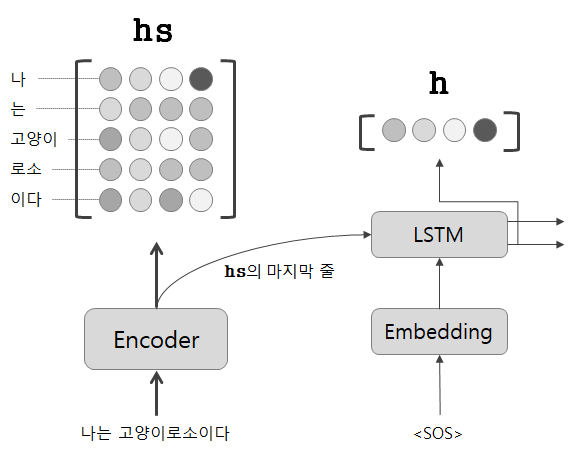 hs
나
는
고양이
로소
이다
h
LSTM
hs의 마지막 줄
Encoder
Embedding
나는 고양이로소이다
<SOS>